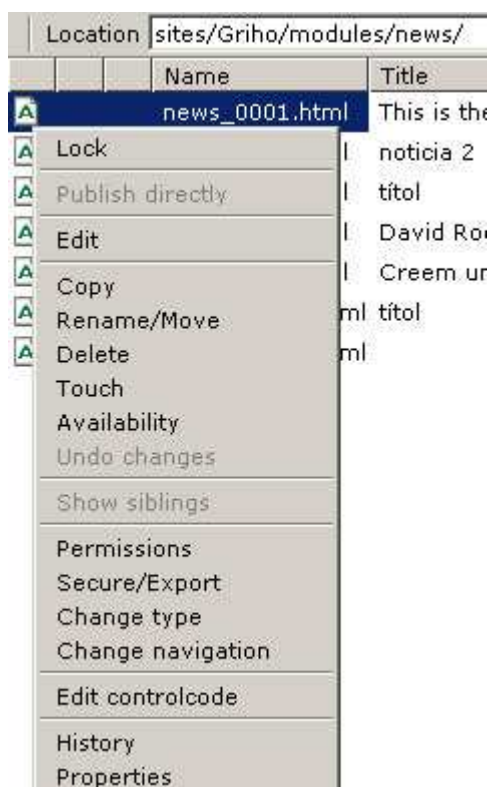 Location sites/Griho/modules/news/
Name Title
news_0001.html This is the
Lock l noticia 2
Publish directly l títol
Edit l David Ro
Copy l Creem un
Rename/Move ml títol
Delete ml
Touch
Availability
Undo changes
Show siblings
Permissions
Secure/Export
Change type
Change navigation
Edit controlcode
History
Properties